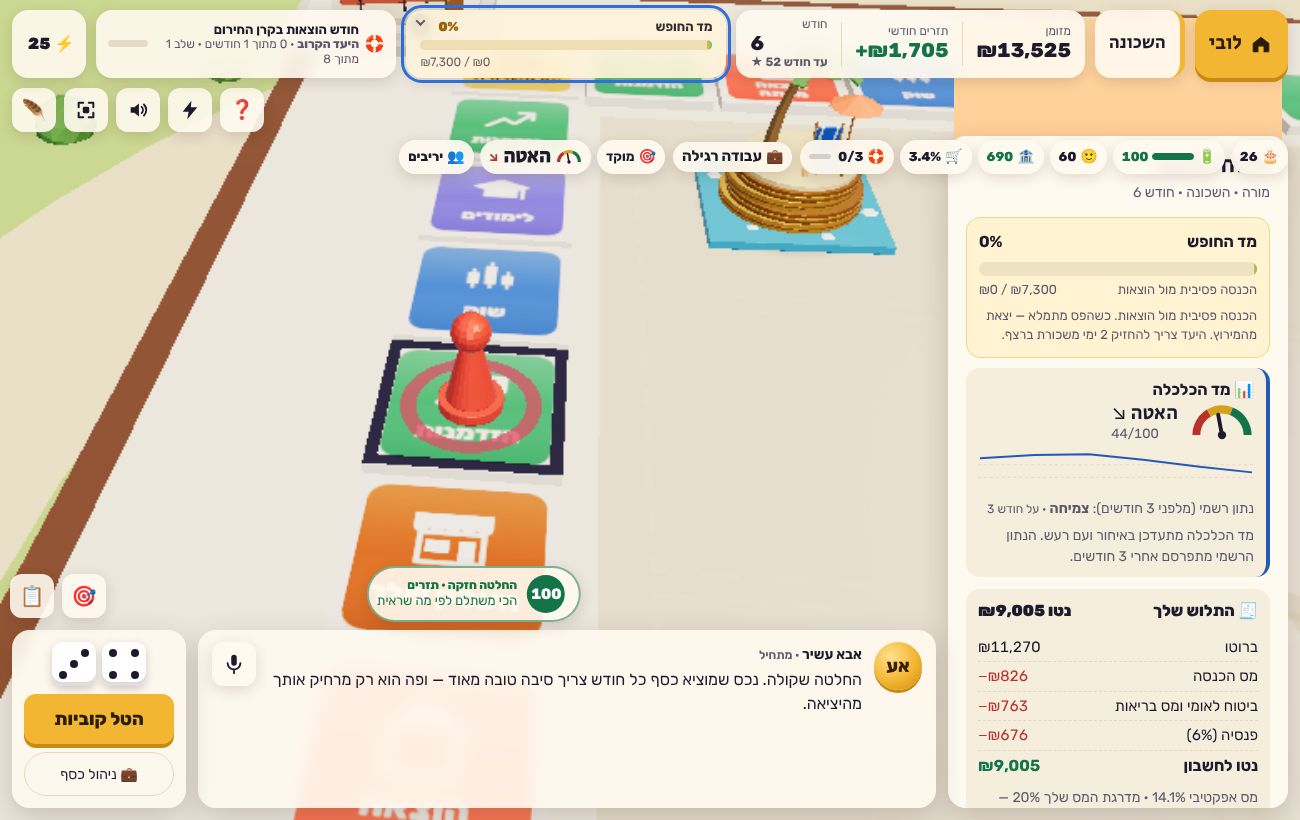 לובי
השכונה
מזומן
₪13,525
תזרים חודשי
+₪1,705
חודש
6
עד חודש 52 ★
מד החופש
0%
₪0 / ₪7,300
חודש הוצאות בקרן החירום
היעד הקרוב · 0 מתוך 1 חודשים · שלב 1
מתוך 8
⚡ 25
❓
🎂 26
🔋 100
🙂 60
🏦 690
🛒 3.4%
🛟 0/3
💼 עבודה רגילה
🎯 מוקד
האטה ↘
👥 יריבים
מורה · השכונה · חודש 6
מד החופש
0%
הכנסה פסיבית מול הוצאות
₪0 / ₪7,300
הכנסה פסיבית מול הוצאות. כשהפס מתמלא — יצאת
מהמירוץ. היעד צריך להחזיק 2 ימי משכורת ברצף.
📊 מד הכלכלה
האטה ↘
44/100
נתון רשמי (מלפני 3 חודשים): צמיחה · על חודש 3
מד הכלכלה מתעדכן באיחור ועם רעש. הנתון
הרשמי מתפרסם אחרי 3 חודשים.
🧾 התלוש שלך
נטו ₪9,005
ברוטו
₪11,270
מס הכנסה
−₪826
ביטוח לאומי ומס בריאות
−₪763
פנסיה (6%)
−₪676
נטו לחשבון
₪9,005
מס אפקטיבי 14.1% · מדרגת המס שלך 20% —
לימודים
שוק
הזדמנות
100
החלטה חזקה · תזרים
הכי משתלם לפי מה שראית
אע
אבא עשיר · מתחיל
החלטה שקולה. נכס שמוציא כסף כל חודש צריך סיבה טובה מאוד — ופה הוא רק מרחיק אותך
מהיציאה.
הטל קוביות
💼 ניהול כסף
הוצאה